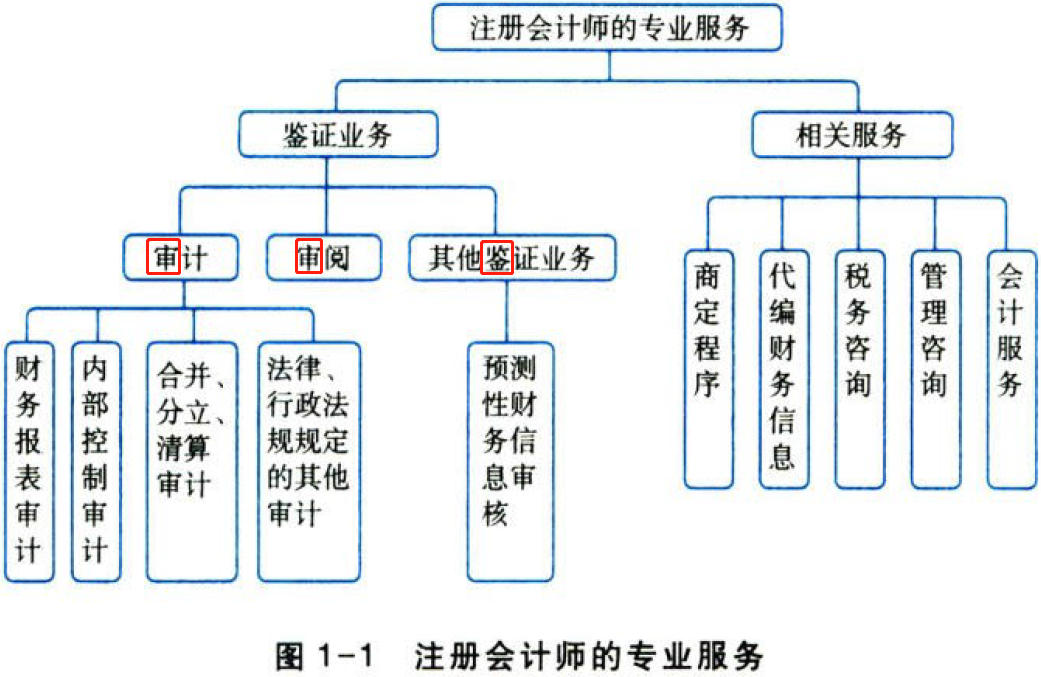 注册会计师的专业服务
鉴证业务
相关服务
审计
审阅
其他鉴证业务
财务报表审计
内部控制审计
合并、
分立、
清算
审计
法律、
行政法
规规定
的其他
审计
预测
性财
务信
息审
核
商定程序
代编财务信息
税务咨询
管理咨询
会计服务
图 1-1 注册会计师的专业服务